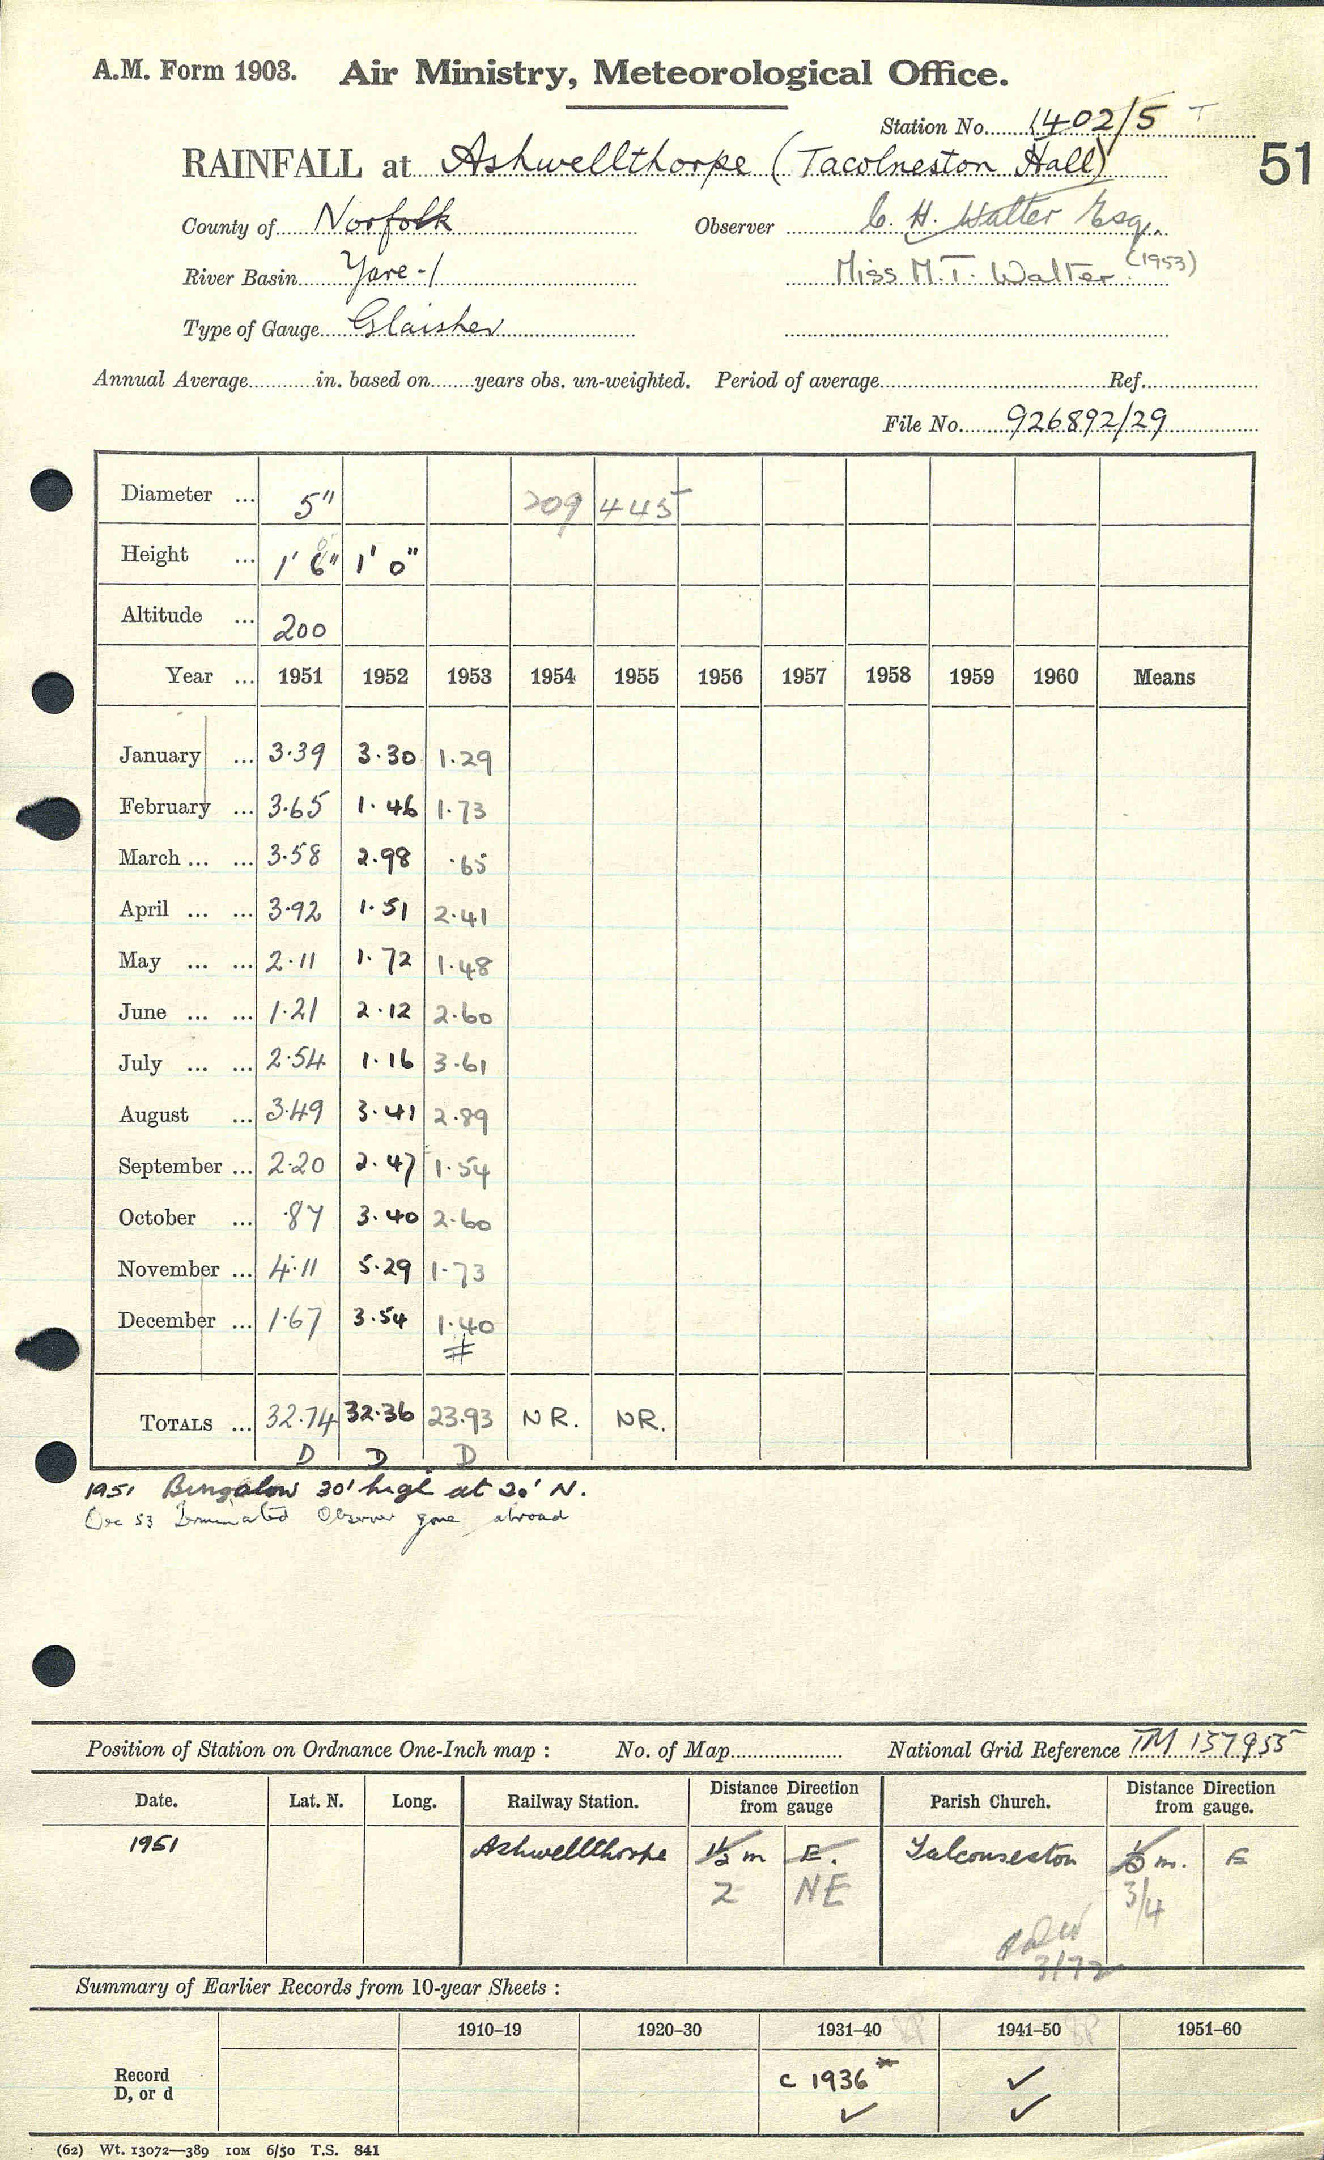 A.M. Form 1903. Air Ministry, Meteorological Office.
Station No. 1402/5 T
RAINFALL at Ashwellthorpe (Tacolneston Hall)
51
County of Norfolk Observer C. H. Walter Esq.
River Basin Yare-1 Miss M.T. Walter (1953)
Type of Gauge Glaisher
Annual Average in. based on years obs. un-weighted. Period of average Ref.
File No. 926892/29
Diameter ... 5" 209 445
Height ... 1' 6" 1' 0"
Altitude ... 200
Year ... 1951 1952 1953 1954 1955 1956 1957 1958 1959 1960 Means
January ... 3.39 3.30 1.29
February ... 3.65 1.46 1.73
March ... ... 3.58 2.98 .65
April ... ... 3.92 1.51 2.41
May ... ... 2.11 1.72 1.48
June ... ... 1.21 2.12 2.60
July ... ... 2.54 1.16 3.61
August ... 3.49 3.41 2.89
September ... 2.20 2.47 1.54
October ... .87 3.40 2.60
November ... 4.11 5.29 1.73
December ... 1.67 3.54 1.40
#
TOTALS ... 32.74 32.36 23.93 NR. NR.
D D D
1951 Bungalow 30' high at 20' N.
Dec 53 Terminated Observer gone abroad
Position of Station on Ordnance One-Inch map : No. of Map National Grid Reference TM 137955
Date. Lat. N. Long. Railway Station. Distance Direction from gauge Parish Church. Distance Direction from gauge.
1951 Ashwellthorpe 1½ m E. Talconeston m. E
2 NE 3/4
3/72
Summary of Earlier Records from 10-year Sheets :
1910–19 1920–30 1931–40 1941–50 1951–60
Record D, or d c 1936* ✓
✓ ✓
(62) Wt. 13072—389 10M 6/50 T.S. 841